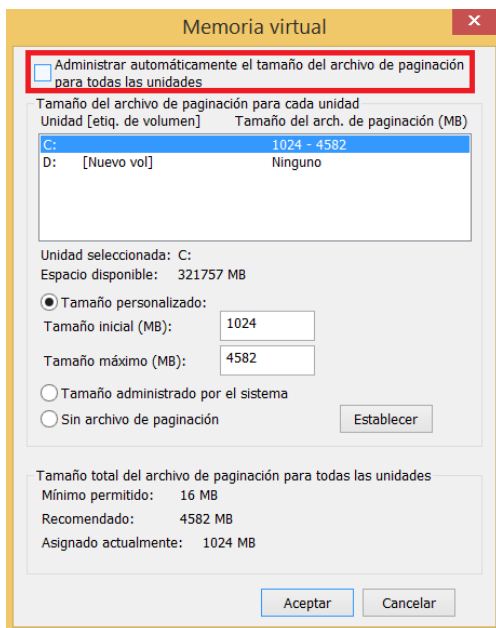 Memoria virtual
x
Administrar automáticamente el tamaño del archivo de paginación
para todas las unidades
Tamaño del archivo de paginación para cada unidad
Unidad [etiq. de volumen] Tamaño del arch. de paginación (MB)
C: 1024 - 4582
D: [Nuevo vol] Ninguno
Unidad seleccionada: C:
Espacio disponible: 321757 MB
Tamaño personalizado:
Tamaño inicial (MB): 1024
Tamaño máximo (MB): 4582
Tamaño administrado por el sistema
Sin archivo de paginación Establecer
Tamaño total del archivo de paginación para todas las unidades
Mínimo permitido: 16 MB
Recomendado: 4582 MB
Asignado actualmente: 1024 MB
Aceptar Cancelar